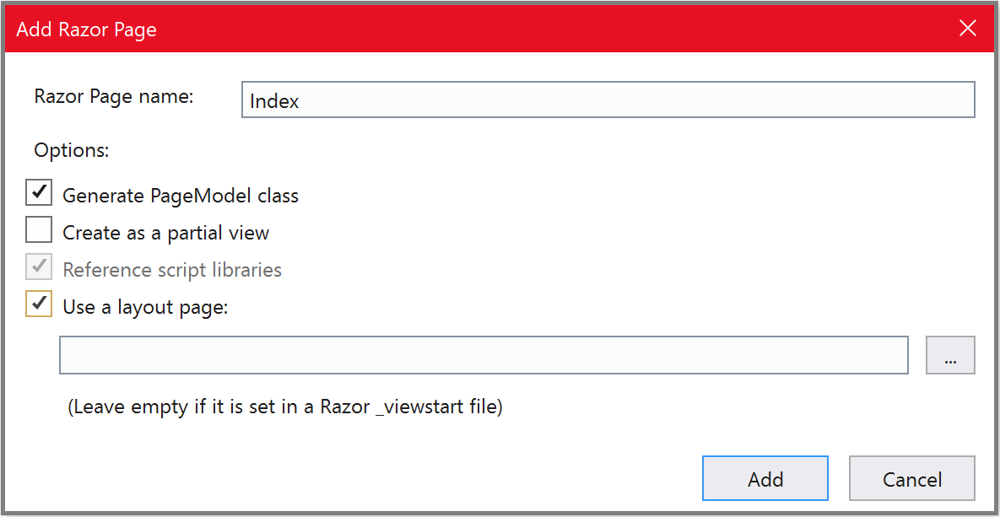 Add Razor Page
Razor Page name:
Index
Options:
Generate PageModel class
Create as a partial view
Reference script libraries
Use a layout page:
...
(Leave empty if it is set in a Razor _viewstart file)
Add
Cancel